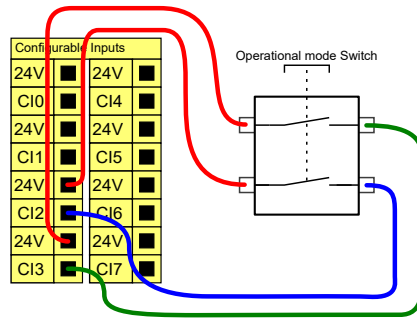 Configurable Inputs
Operational mode Switch
24V 24V
CI0 CI4
24V 24V
CI1 CI5
24V 24V
CI2 CI6
24V 24V
CI3 CI7